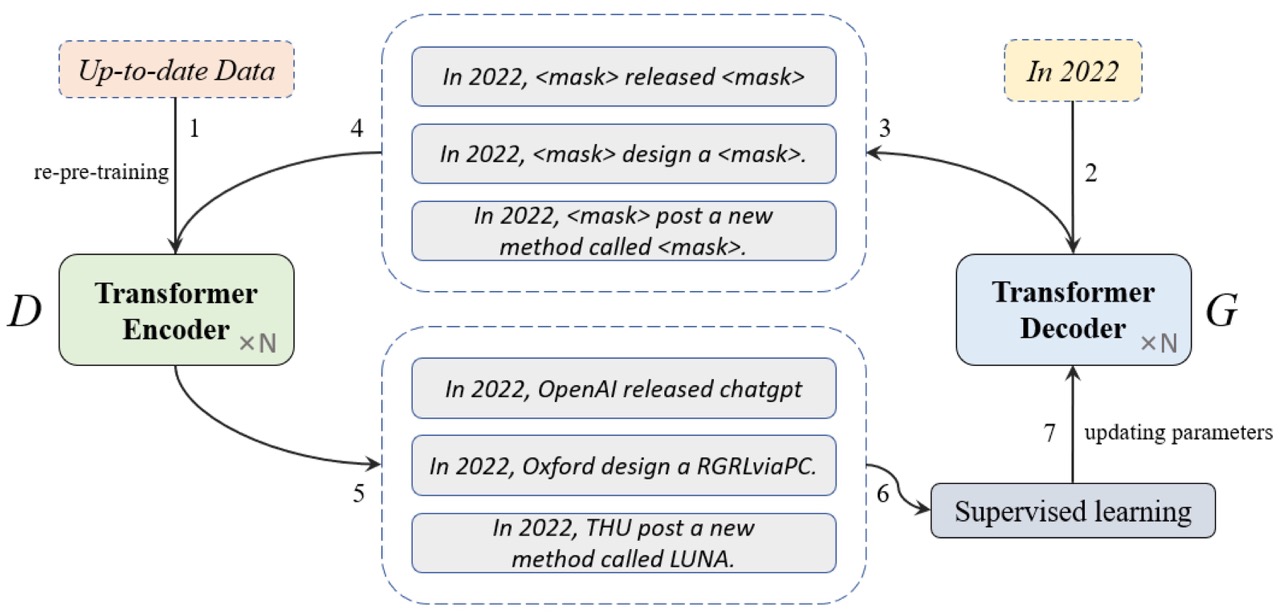 Up-to-date Data
1
re-pre-training
4
In 2022, <mask> released <mask>
In 2022, <mask> design a <mask>.
In 2022, <mask> post a new
method called <mask>.
3
In 2022
2
D
Transformer
Encoder ×N
Transformer
Decoder ×N
G
5
In 2022, OpenAI released chatgpt
In 2022, Oxford design a RGRLviaPC.
In 2022, THU post a new
method called LUNA.
6
7
updating parameters
Supervised learning